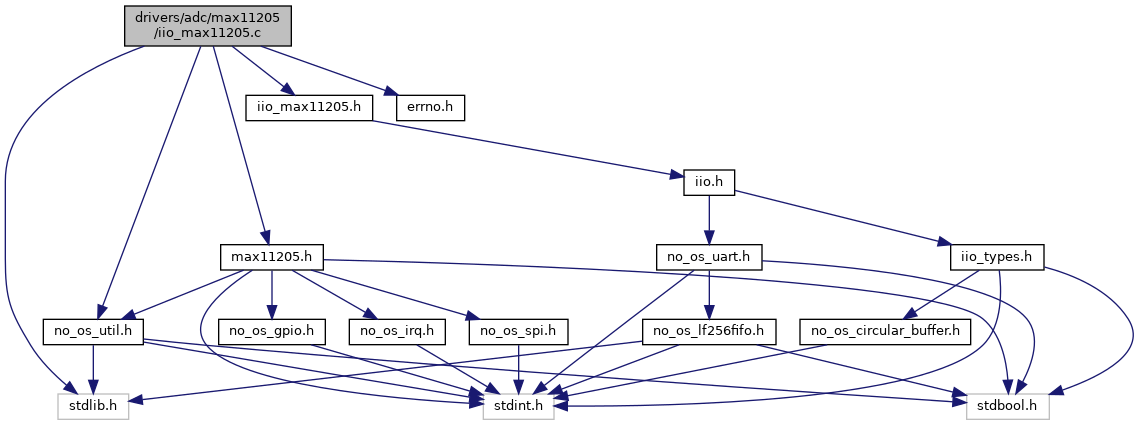 drivers/adc/max11205
/iio_max11205.c
iio_max11205.h
errno.h
iio.h
max11205.h
no_os_uart.h
iio_types.h
no_os_util.h
no_os_gpio.h
no_os_irq.h
no_os_spi.h
no_os_lf256fifo.h
no_os_circular_buffer.h
stdlib.h
stdint.h
stdbool.h